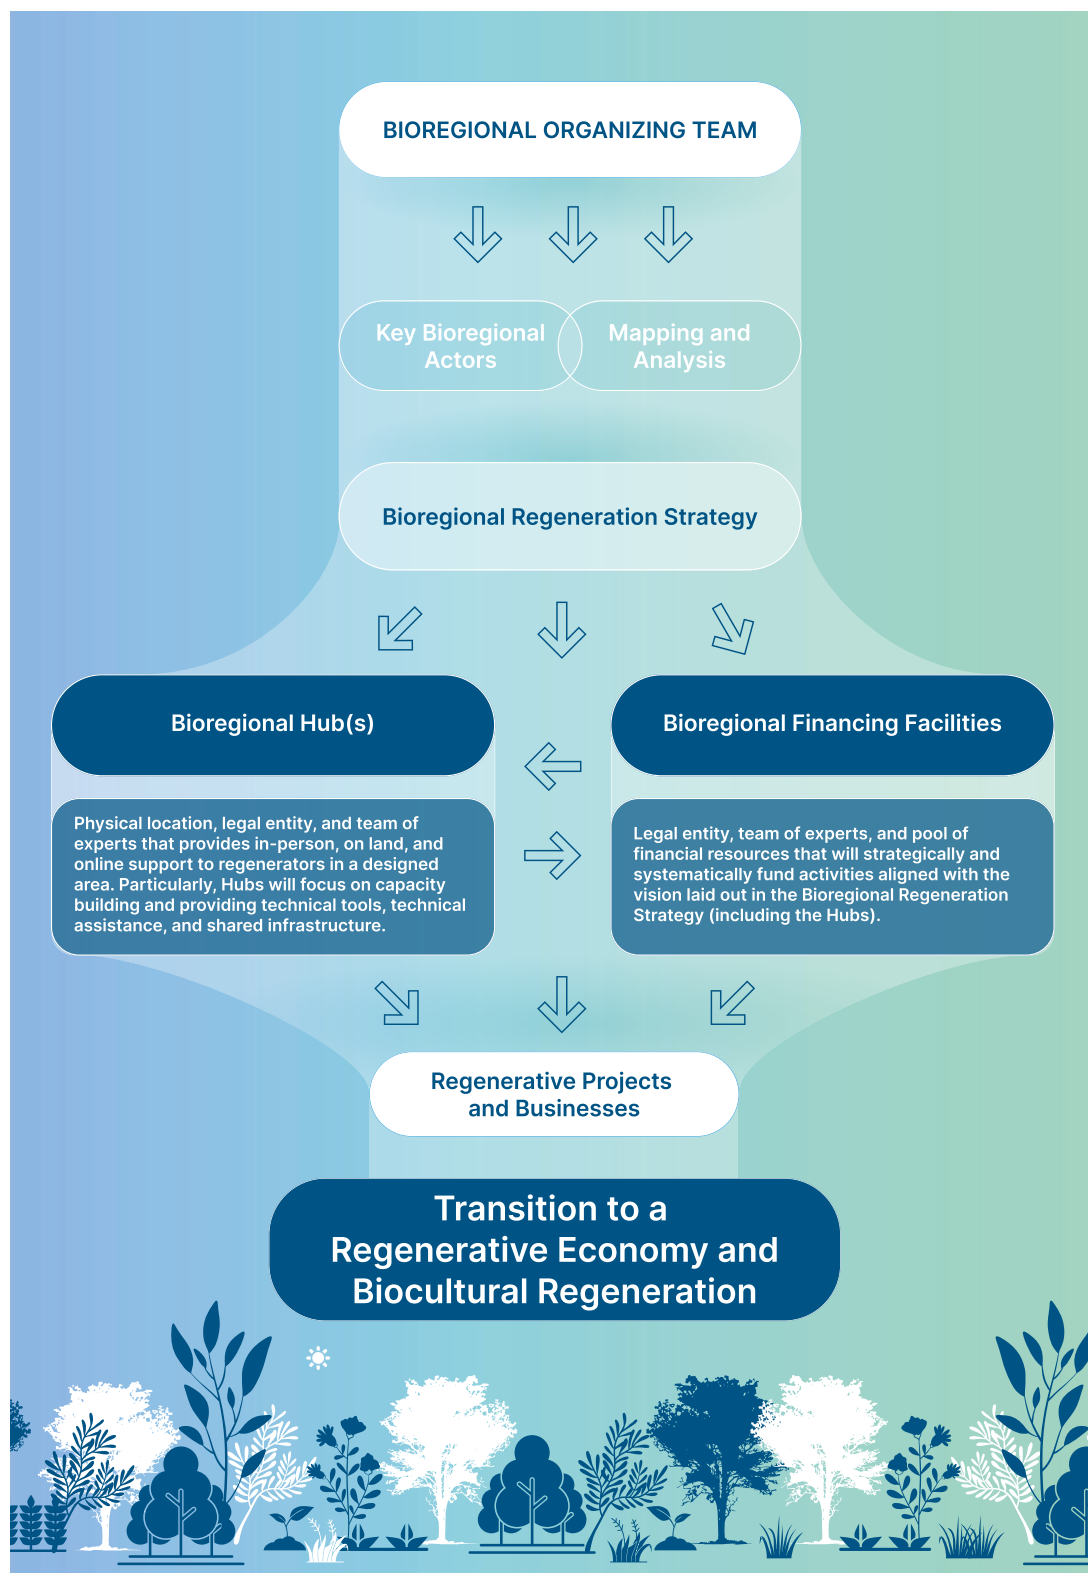 BIOREGIONAL ORGANIZING TEAM
Key Bioregional
Actors
Mapping and
Analysis
Bioregional Regeneration Strategy
Bioregional Hub(s)
Physical location, legal entity, and team of
experts that provides in-person, on land, and
online support to regenerators in a designed
area. Particularly, Hubs will focus on capacity
building and providing technical tools, technical
assistance, and shared infrastructure.
Bioregional Financing Facilities
Legal entity, team of experts, and pool of
financial resources that will strategically and
systematically fund activities aligned with the
vision laid out in the Bioregional Regeneration
Strategy (including the Hubs).
Regenerative Projects
and Businesses
Transition to a
Regenerative Economy and
Biocultural Regeneration